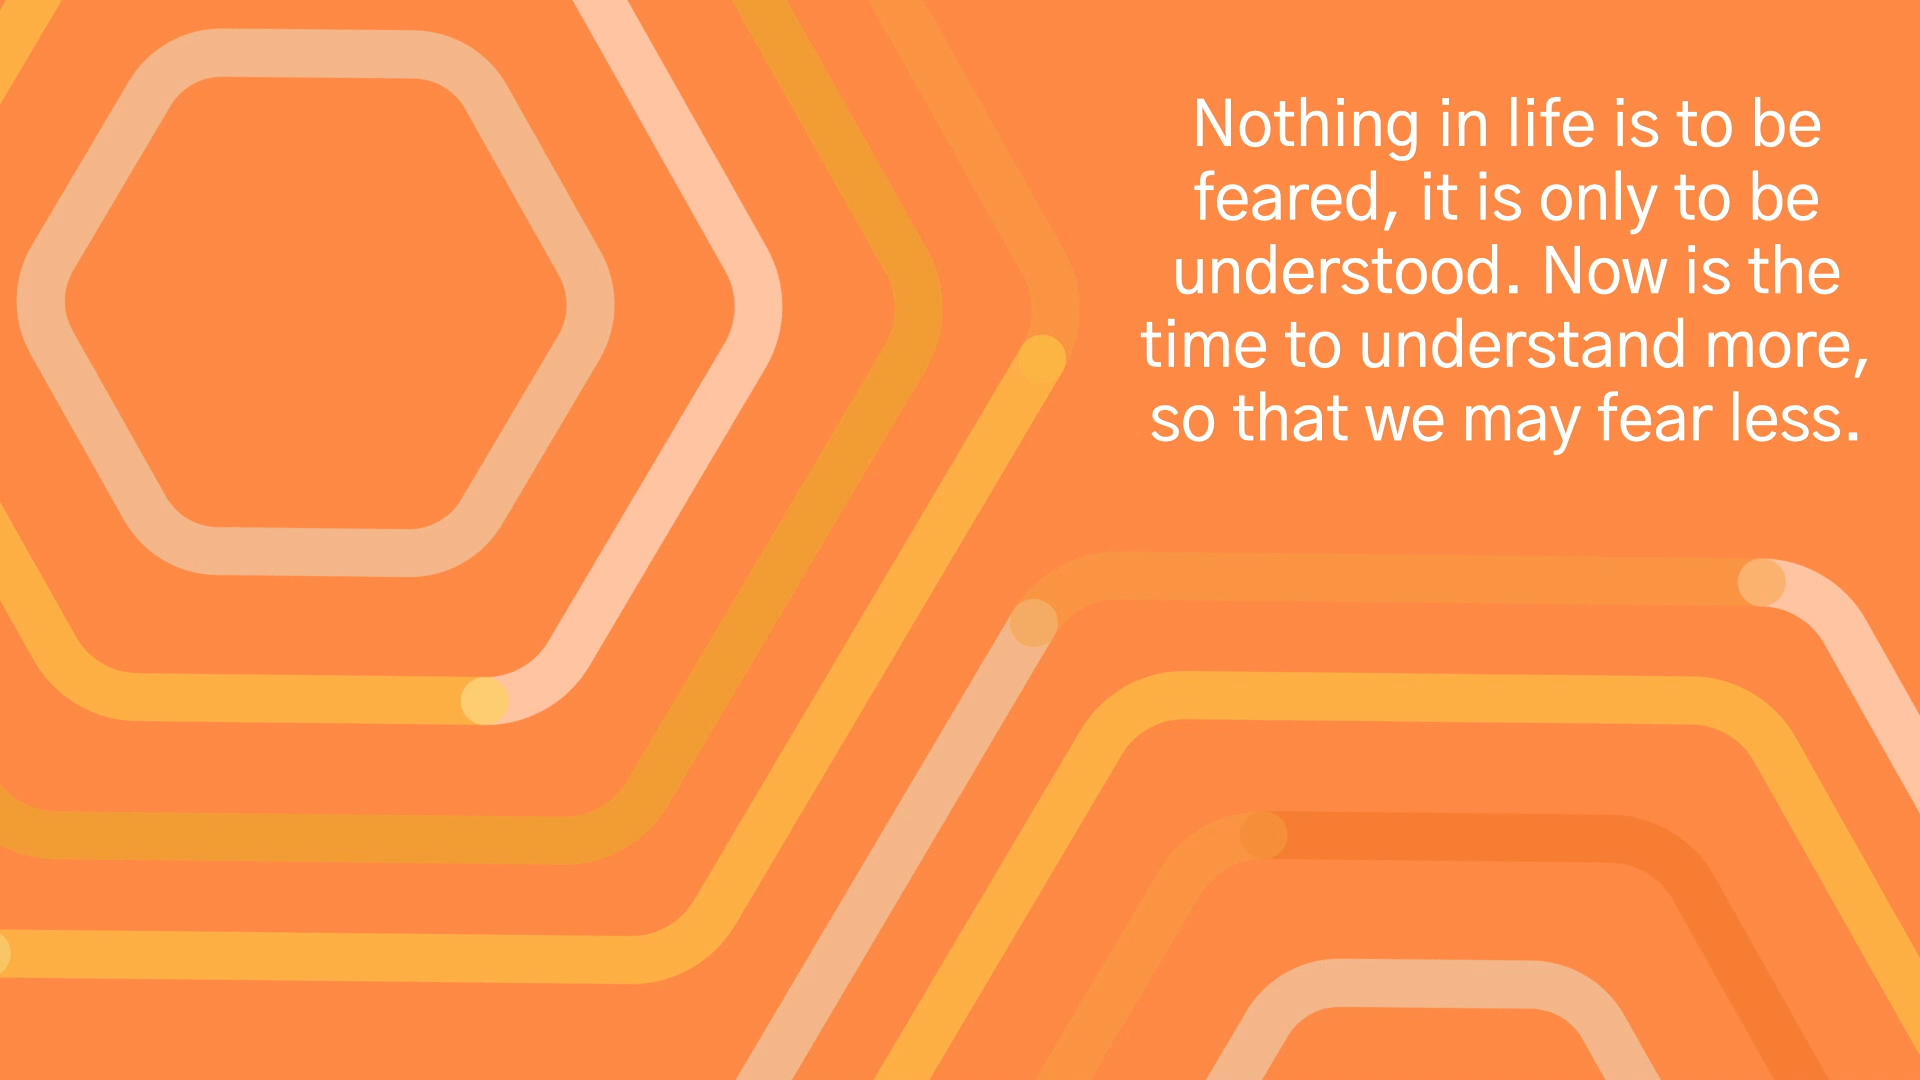 Nothing in life is to be
feared, it is only to be
understood. Now is the
time to understand more,
so that we may fear less.